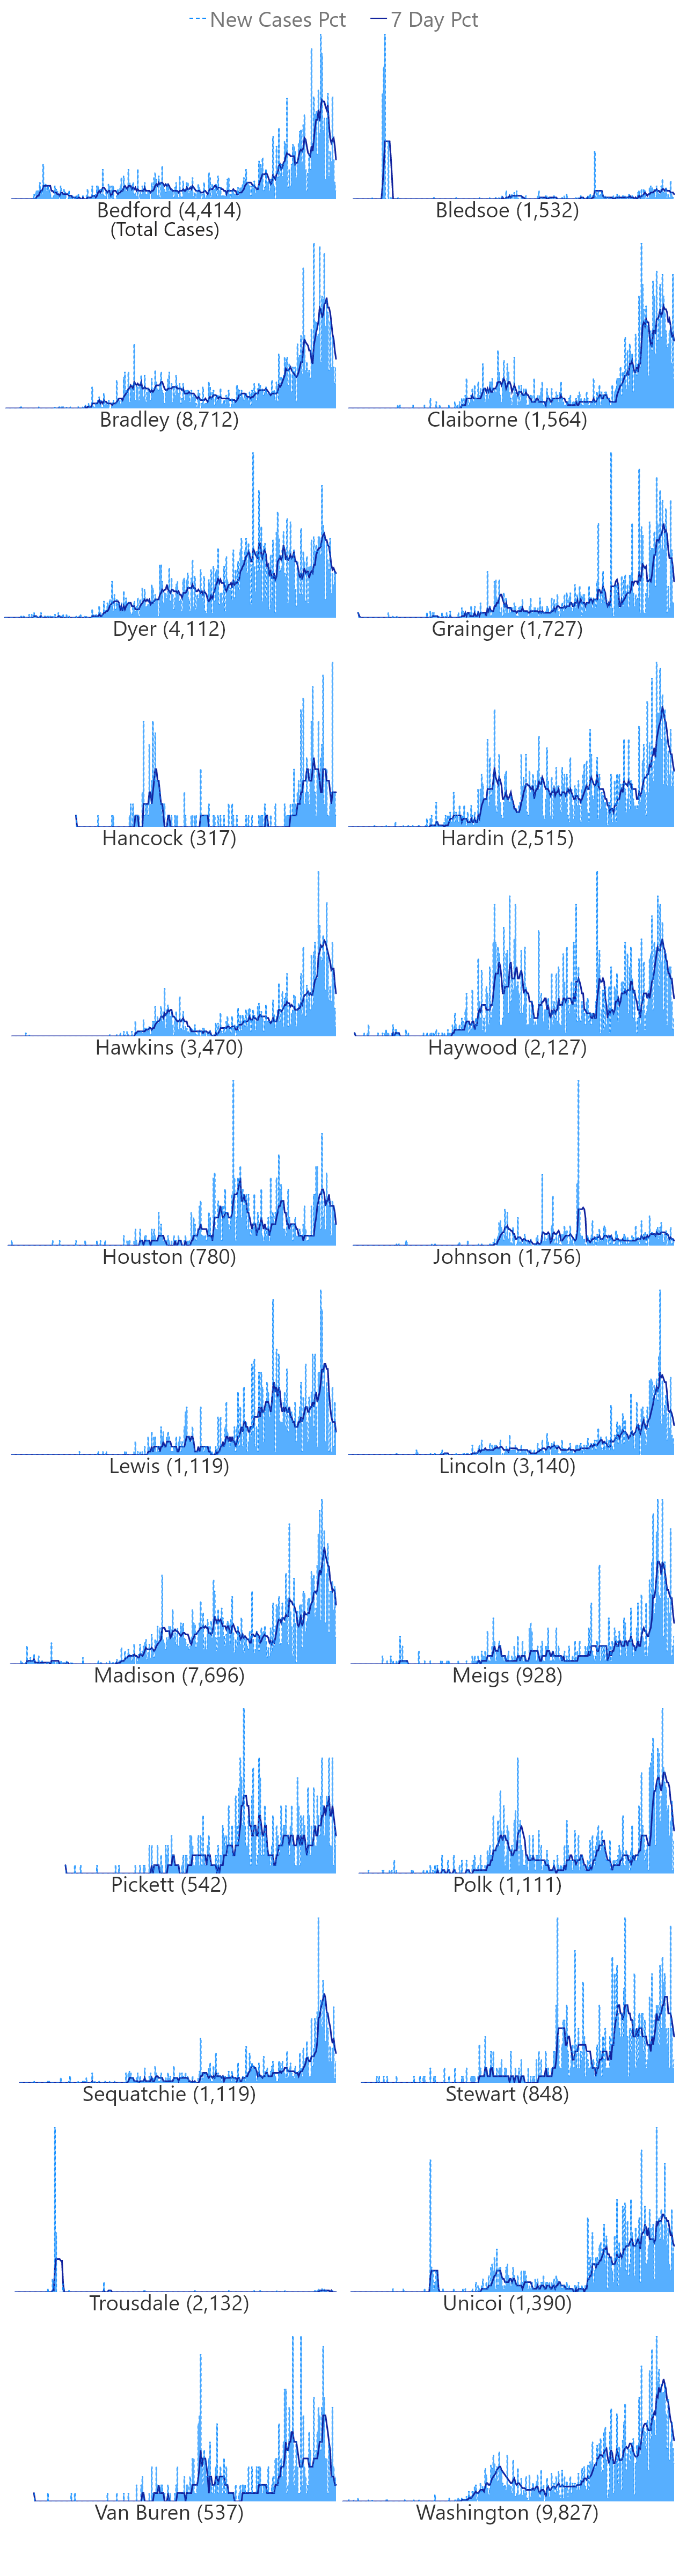 New Cases Pct 7 Day Pct
Bedford (4,414) Bledsoe (1,532)
(Total Cases)
Bradley (8,712) Claiborne (1,564)
Dyer (4,112) Grainger (1,727)
Hancock (317) Hardin (2,515)
Hawkins (3,470) Haywood (2,127)
Houston (780) Johnson (1,756)
Lewis (1,119) Lincoln (3,140)
Madison (7,696) Meigs (928)
Pickett (542) Polk (1,111)
Sequatchie (1,119) Stewart (848)
Trousdale (2,132) Unicoi (1,390)
Van Buren (537) Washington (9,827)